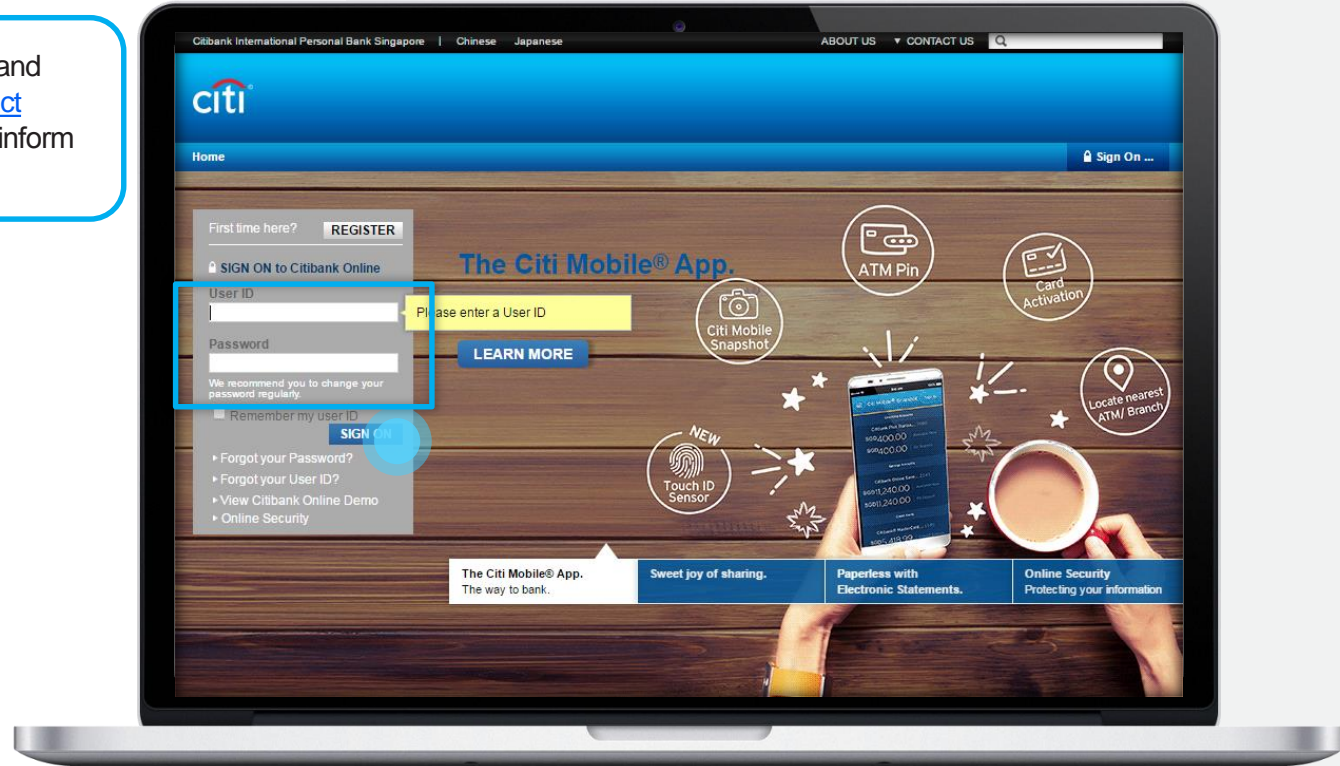 and
ct
inform
Citibank International Personal Bank Singapore | Chinese Japanese
ABOUT US ▼ CONTACT US
citi®
Home
Sign On ...
First time here? REGISTER
SIGN ON to Citibank Online
User ID
Please enter a User ID
Password
We recommend you to change your
password regularly.
Remember my user ID
SIGN ON
Forgot your Password?
Forgot your User ID?
View Citibank Online Demo
Online Security
The Citi Mobile® App.
LEARN MORE
ATM Pin
Card
Activation
Citi Mobile
Snapshot
Locate nearest
ATM/ Branch
NEW
Touch ID
Sensor
The Citi Mobile® App.
The way to bank.
Sweet joy of sharing.
Paperless with
Electronic Statements.
Online Security
Protecting your information